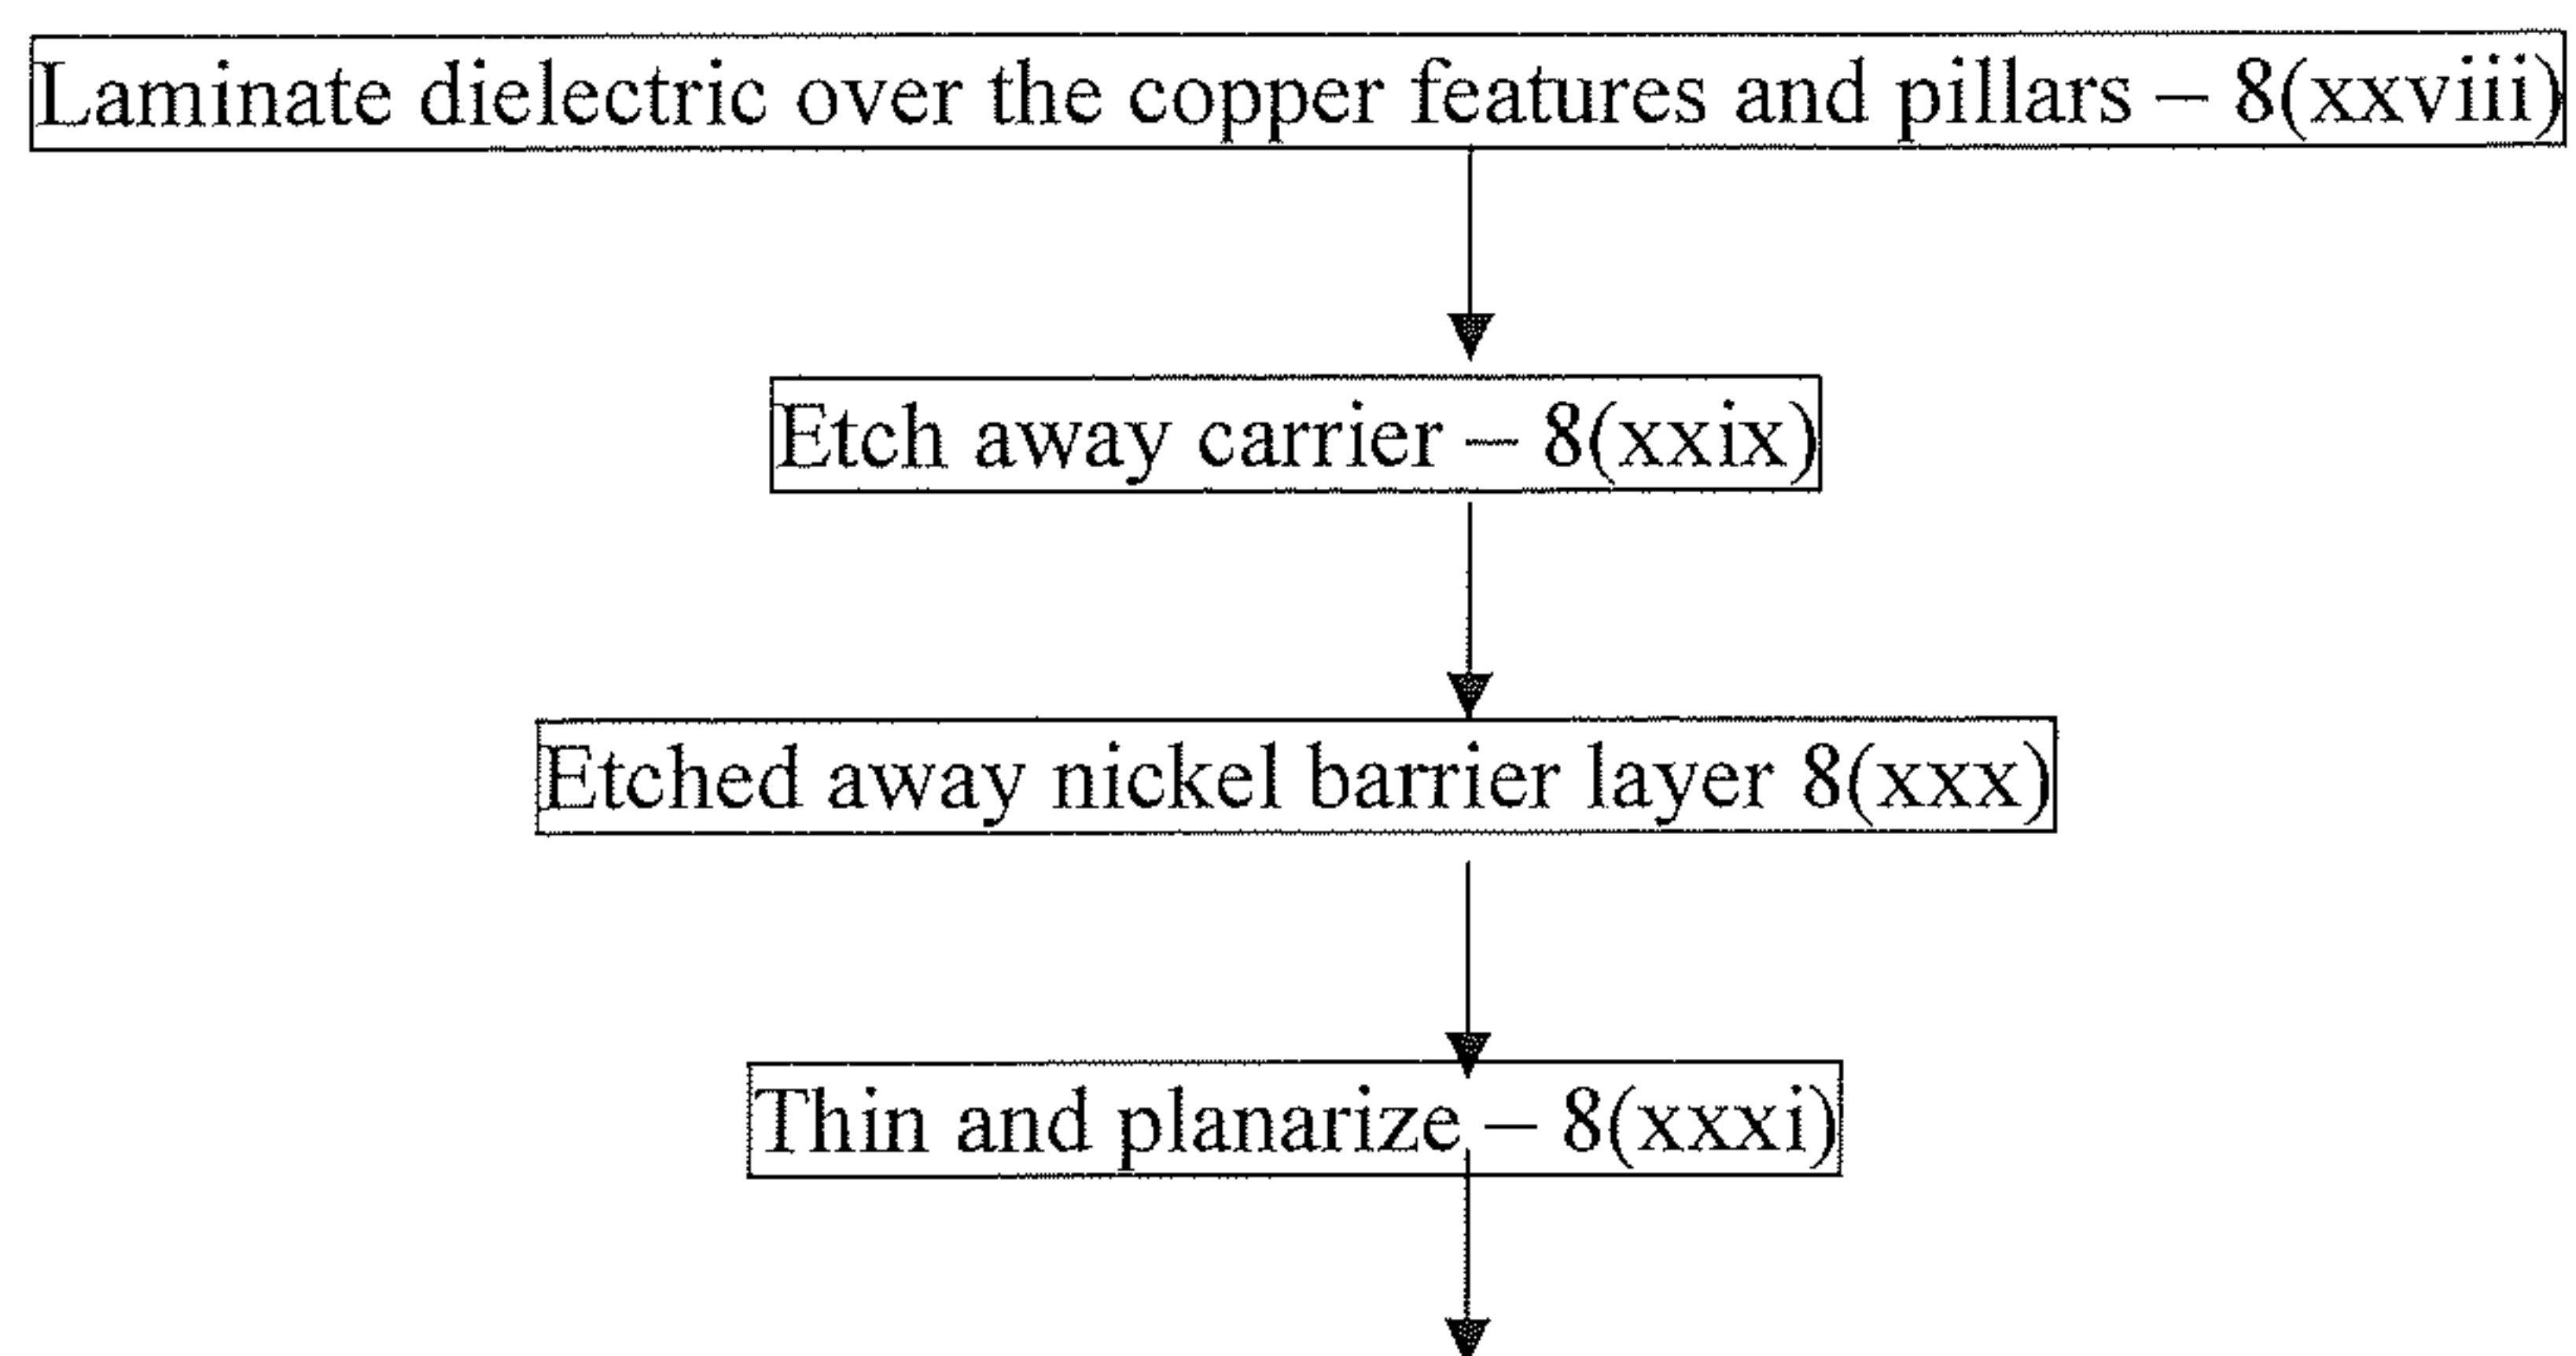 Laminate dielectric over the copper features and pillars – 8(xxviii)
Etch away carrier – 8(xxix)
Etched away nickel barrier layer 8(xxx)
Thin and planarize – 8(xxxi)